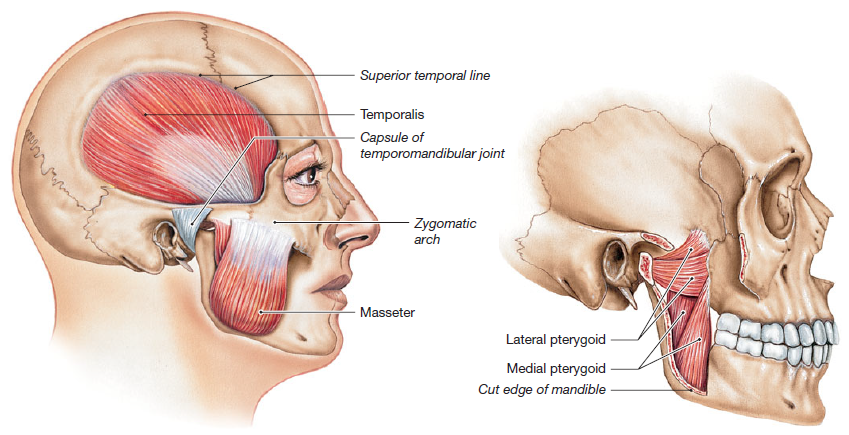 Superior temporal line
Temporalis
Capsule of
temporomandibular joint
Zygomatic
arch
Masseter
Lateral pterygoid
Medial pterygoid
Cut edge of mandible